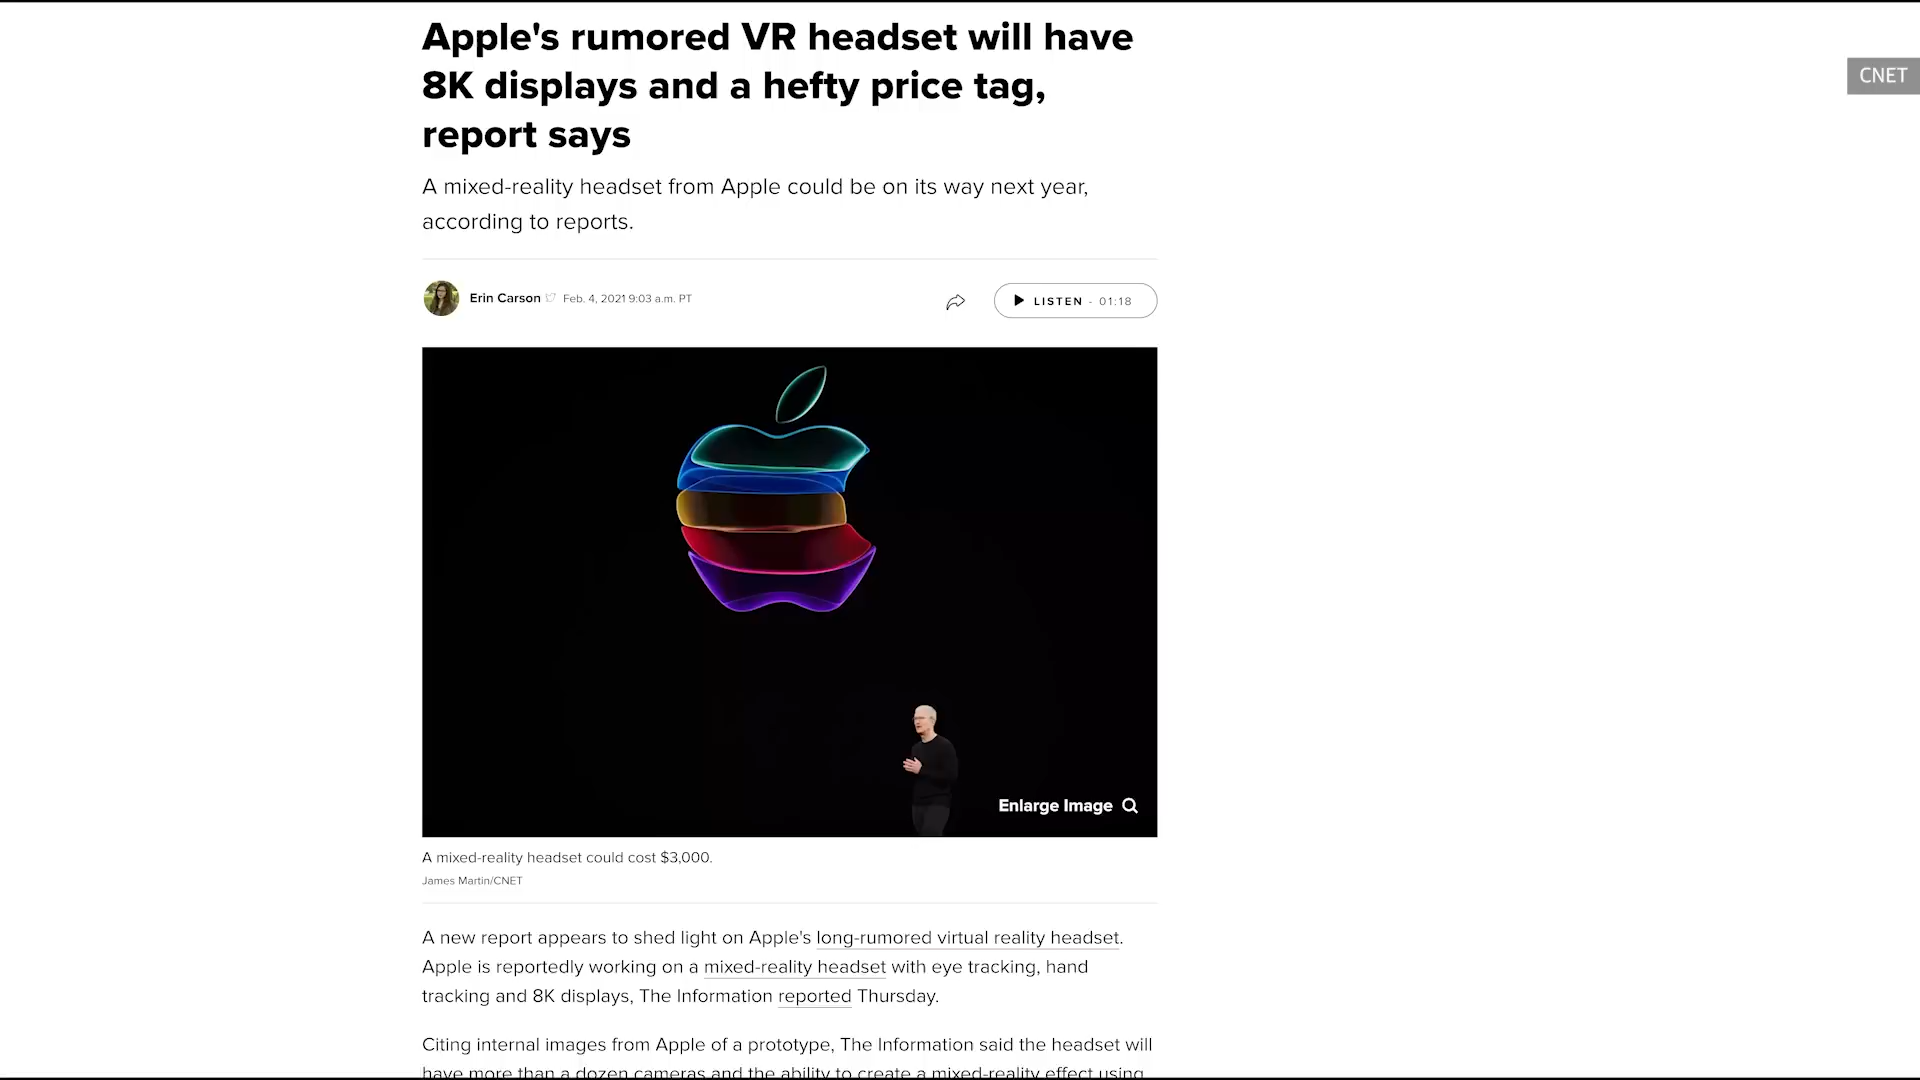 Apple's rumored VR headset will have
8K displays and a hefty price tag,
report says
CNET
A mixed-reality headset from Apple could be on its way next year,
according to reports.
Erin Carson Feb. 4, 2021 9:03 a.m. PT
LISTEN - 01:18
Enlarge Image
A mixed-reality headset could cost $3,000.
James Martin/CNET
A new report appears to shed light on Apple's long-rumored virtual reality headset.
Apple is reportedly working on a mixed-reality headset with eye tracking, hand
tracking and 8K displays, The Information reported Thursday.
Citing internal images from Apple of a prototype, The Information said the headset will
have more than a dozen cameras and the ability to create a mixed-reality effect using